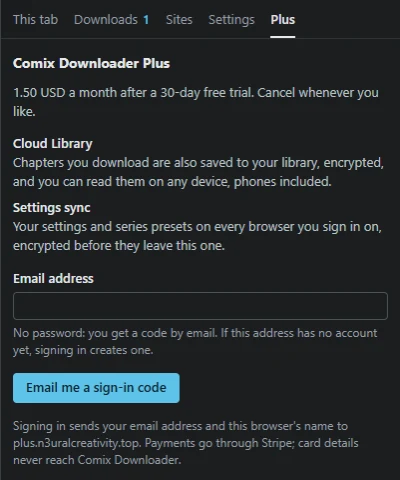 This tab Downloads 1 Sites Settings Plus
Comix Downloader Plus
1.50 USD a month after a 30-day free trial. Cancel whenever you
like.
Cloud Library
Chapters you download are also saved to your library, encrypted,
and you can read them on any device, phones included.
Settings sync
Your settings and series presets on every browser you sign in on,
encrypted before they leave this one.
Email address
No password: you get a code by email. If this address has no account
yet, signing in creates one.
Email me a sign-in code
Signing in sends your email address and this browser's name to
plus.n3uralcreativity.top. Payments go through Stripe; card details
never reach Comix Downloader.